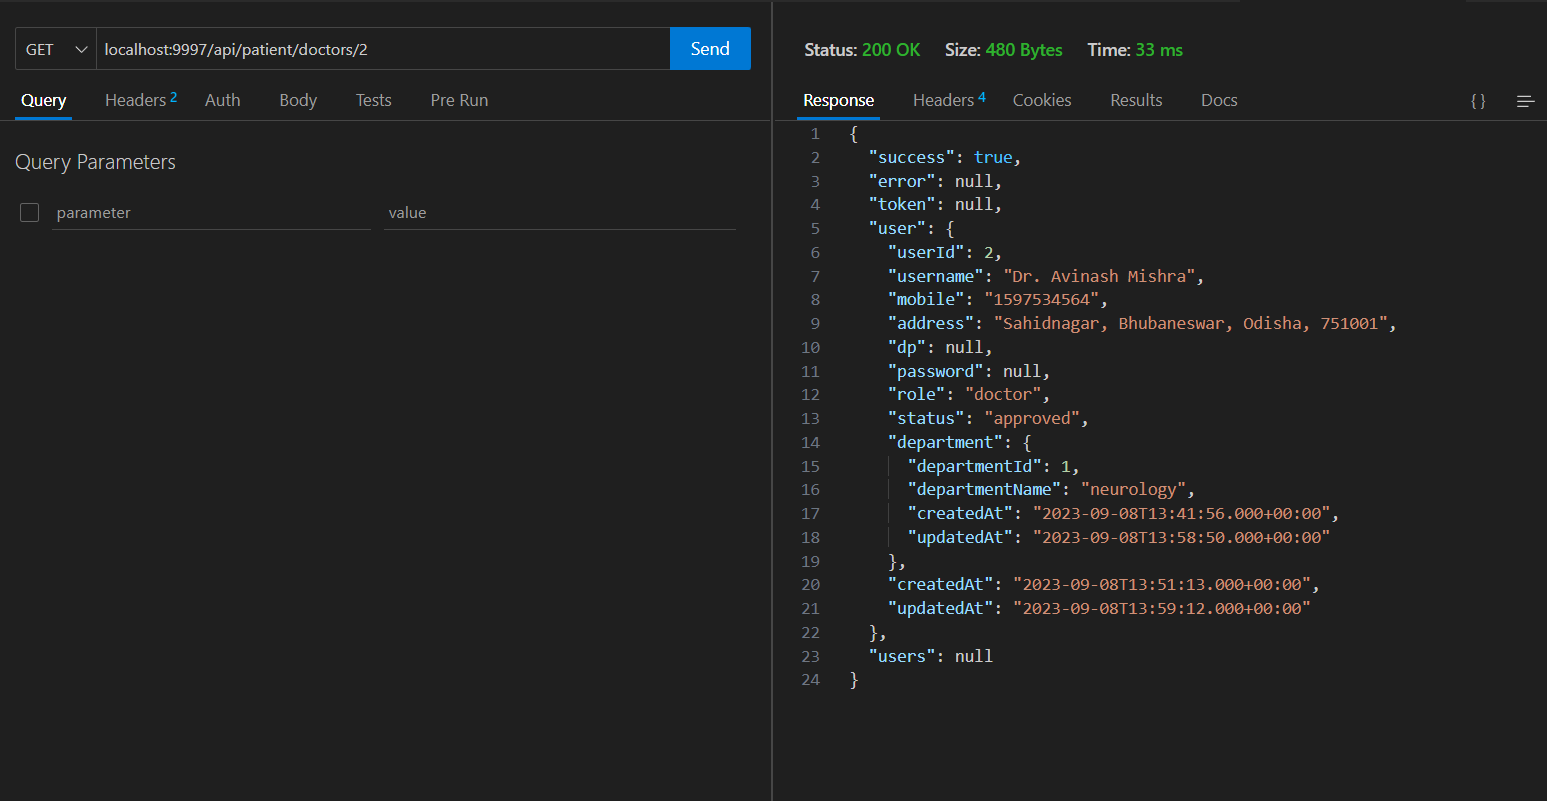 GET localhost:9997/api/patient/doctors/2 Send
Query Headers 2 Auth Body Tests Pre Run
Query Parameters
parameter value
Status: 200 OK Size: 480 Bytes Time: 33 ms
Response Headers 4 Cookies Results Docs { }
1 {
2 "success": true,
3 "error": null,
4 "token": null,
5 "user": {
6 "userId": 2,
7 "username": "Dr. Avinash Mishra",
8 "mobile": "1597534564",
9 "address": "Sahidnagar, Bhubaneswar, Odisha, 751001",
10 "dp": null,
11 "password": null,
12 "role": "doctor",
13 "status": "approved",
14 "department": {
15 "departmentId": 1,
16 "departmentName": "neurology",
17 "createdAt": "2023-09-08T13:41:56.000+00:00",
18 "updatedAt": "2023-09-08T13:58:50.000+00:00"
19 },
20 "createdAt": "2023-09-08T13:51:13.000+00:00",
21 "updatedAt": "2023-09-08T13:59:12.000+00:00"
22 },
23 "users": null
24 }